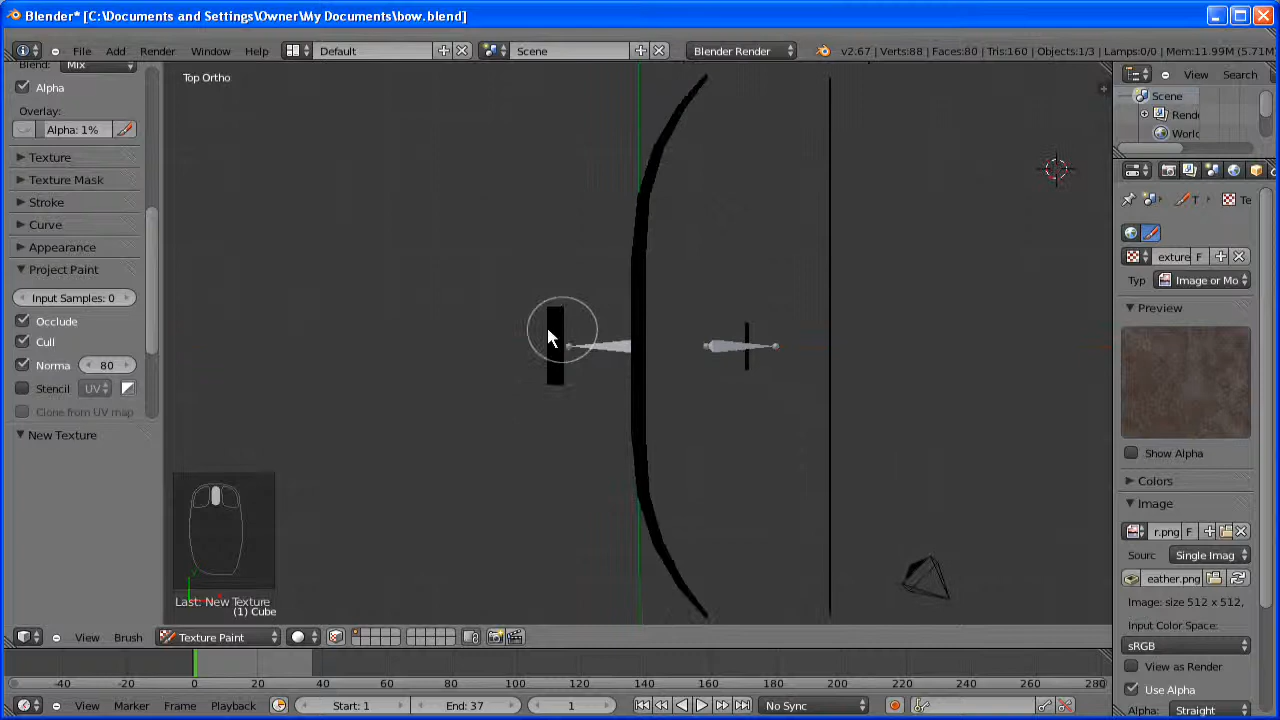 Blender* [C:\Documents and Settings\Owner\My Documents\bow.blend]
File Add Render Window Help Default Scene Blender Render v2.67 | Verts:88 | Faces:80 | Tris:160 | Objects:1/3 | Lamps:0/0 | Mem:11.99M (5.71M
Blend: Mix
Alpha
Overlay:
Alpha: 1%
Texture
Texture Mask
Stroke
Curve
Appearance
Project Paint
Input Samples: 0
Occlude
Cull
Norma 80
Stencil UV
Clone from UV map
New Texture
Top Ortho
Last: New Texture
(1) Cube
View Search
Scene
Rende
World
T Te
exture F
Typ Image or Mo
Preview
Show Alpha
Colors
Image
r.png F
Sourc Single Imag
eather.png
Image: size 512 x 512,
Input Color Space:
sRGB
View as Render
Use Alpha
Alpha: Straight
View Brush Texture Paint
-40 -20 0 20 40 60 80 100 120 140 160 180 200 220 240 260 280
View Marker Frame Playback Start: 1 End: 37 1 No Sync